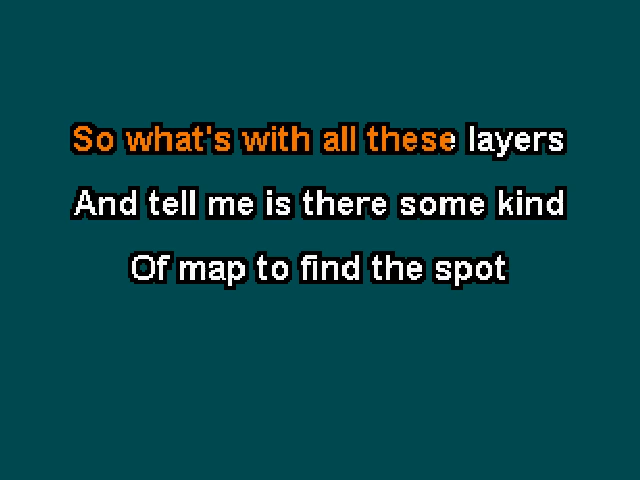 So what's with all these layers
And tell me is there some kind
Of map to find the spot